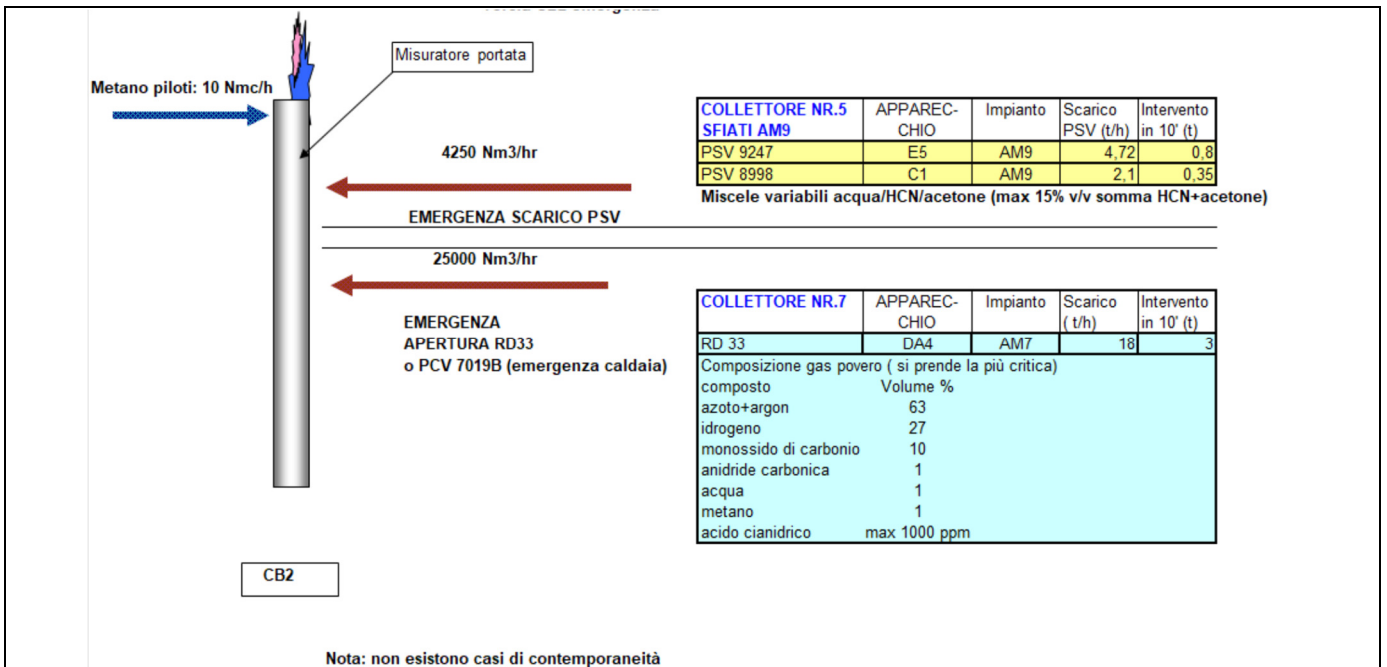 Misuratore portata
Metano piloti: 10 Nmc/h
4250 Nm3/hr
EMERGENZA SCARICO PSV
25000 Nm3/hr
EMERGENZA
APERTURA RD33
o PCV 7019B (emergenza caldaia)
COLLETTORE NR.5 APPAREC- Impianto Scarico Intervento
SFIATI AM9 CHIO PSV (t/h) in 10' (t)
PSV 9247 E5 AM9 4,72 0,8
PSV 8998 C1 AM9 2,1 0,35
Miscele variabili acqua/HCN/acetone (max 15% v/v somma HCN+acetone)
COLLETTORE NR.7 APPAREC- Impianto Scarico Intervento
CHIO ( t/h) in 10' (t)
RD 33 DA4 AM7 18 3
Composizione gas povero ( si prende la più critica)
composto Volume %
azoto+argon 63
idrogeno 27
monossido di carbonio 10
anidride carbonica 1
acqua 1
metano 1
acido cianidrico max 1000 ppm
CB2
Nota: non esistono casi di contemporaneità